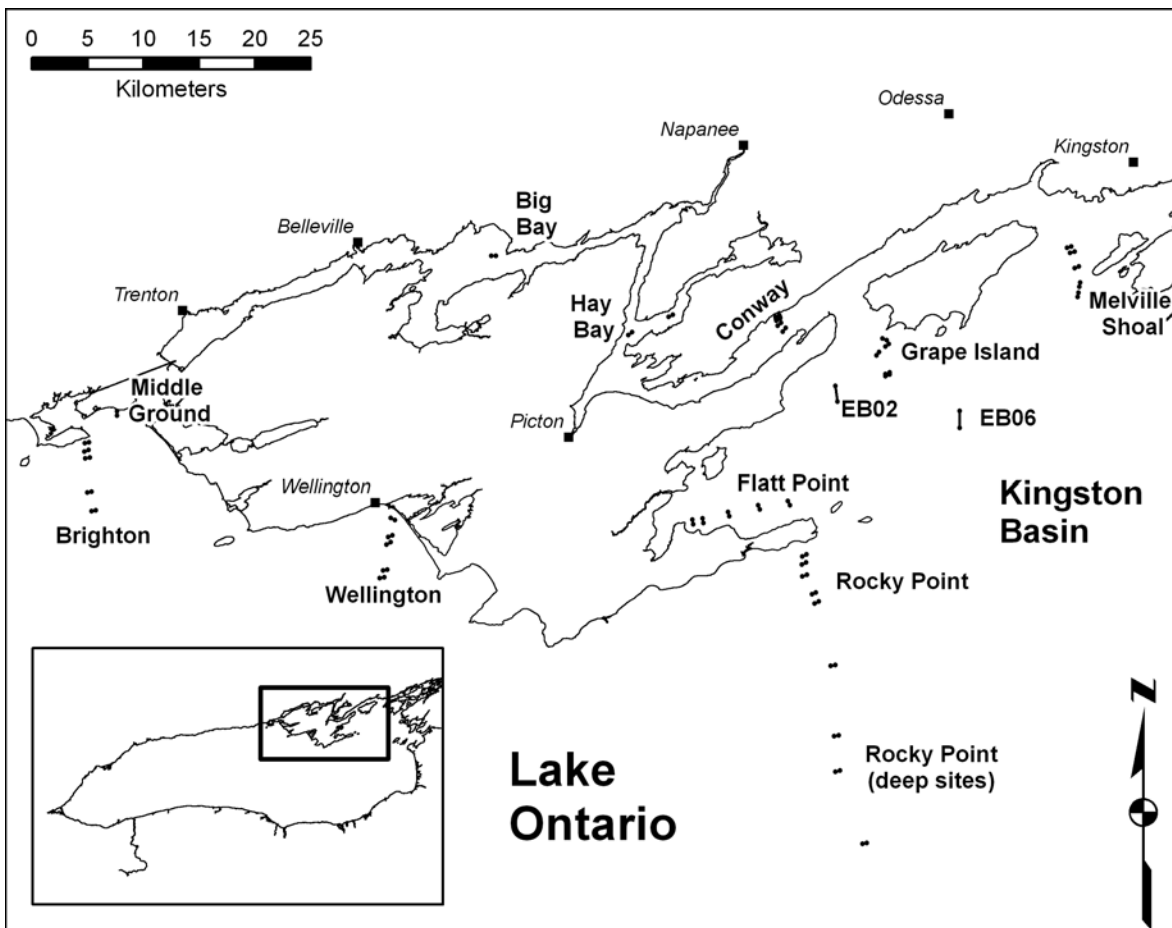 0 5 10 15 20 25
Kilometers
Odessa
Napanee
Kingston
Big
Bay
Belleville
Trenton
Hay
Bay
Conway
Melville
Shoal
Grape Island
Middle
Ground
EB02
EB06
Picton
Wellington
Flatt Point
Kingston
Basin
Brighton
Wellington
Rocky Point
N
Lake
Ontario
Rocky Point
(deep sites)